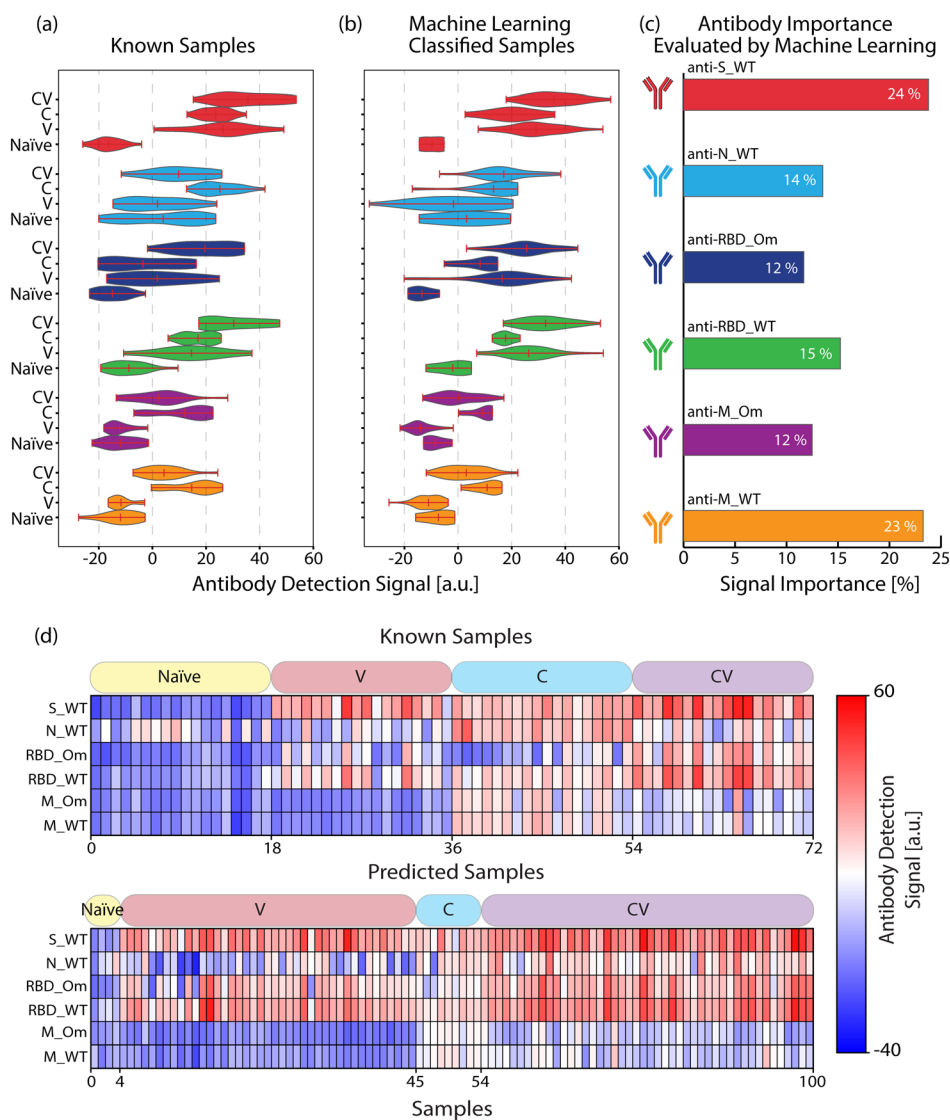 (a)
Known Samples
(b)
Machine Learning
Classified Samples
(c)
Antibody Importance
Evaluated by Machine Learning
CV
C
V
Naïve
CV
C
V
Naïve
CV
C
V
Naïve
CV
C
V
Naïve
CV
C
V
Naïve
CV
C
V
Naïve
-20 0 20 40 60
-20 0 20 40 60
Antibody Detection Signal [a.u.]
anti-S_WT
24 %
anti-N_WT
14 %
anti-RBD_Om
12 %
anti-RBD_WT
15 %
anti-M_Om
12 %
anti-M_WT
23 %
0 5 10 15 20 25
Signal Importance [%]
(d)
Known Samples
Naïve V C CV
S_WT
N_WT
RBD_Om
RBD_WT
M_Om
M_WT
0 18 36 54 72
Predicted Samples
Naïve V C CV
S_WT
N_WT
RBD_Om
RBD_WT
M_Om
M_WT
0 4 45 54 100
Samples
60
-40
Antibody Detection
Signal [a.u.]